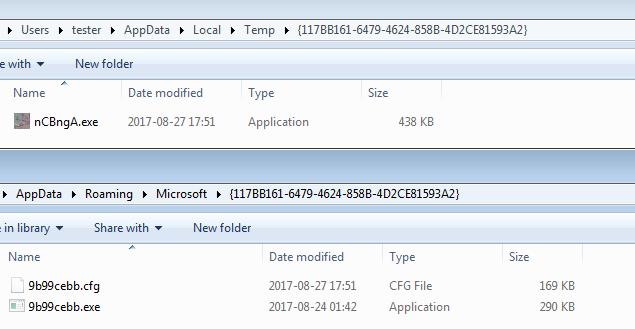 Users tester AppData Local Temp {117BB161-6479-4624-858B-4D2CE81593A2}
e with New folder
Name Date modified Type Size
nCBngA.exe 2017-08-27 17:51 Application 438 KB
AppData Roaming Microsoft {117BB161-6479-4624-858B-4D2CE81593A2}
in library Share with New folder
Name Date modified Type Size
9b99cebb.cfg 2017-08-27 17:51 CFG File 169 KB
9b99cebb.exe 2017-08-24 01:42 Application 290 KB